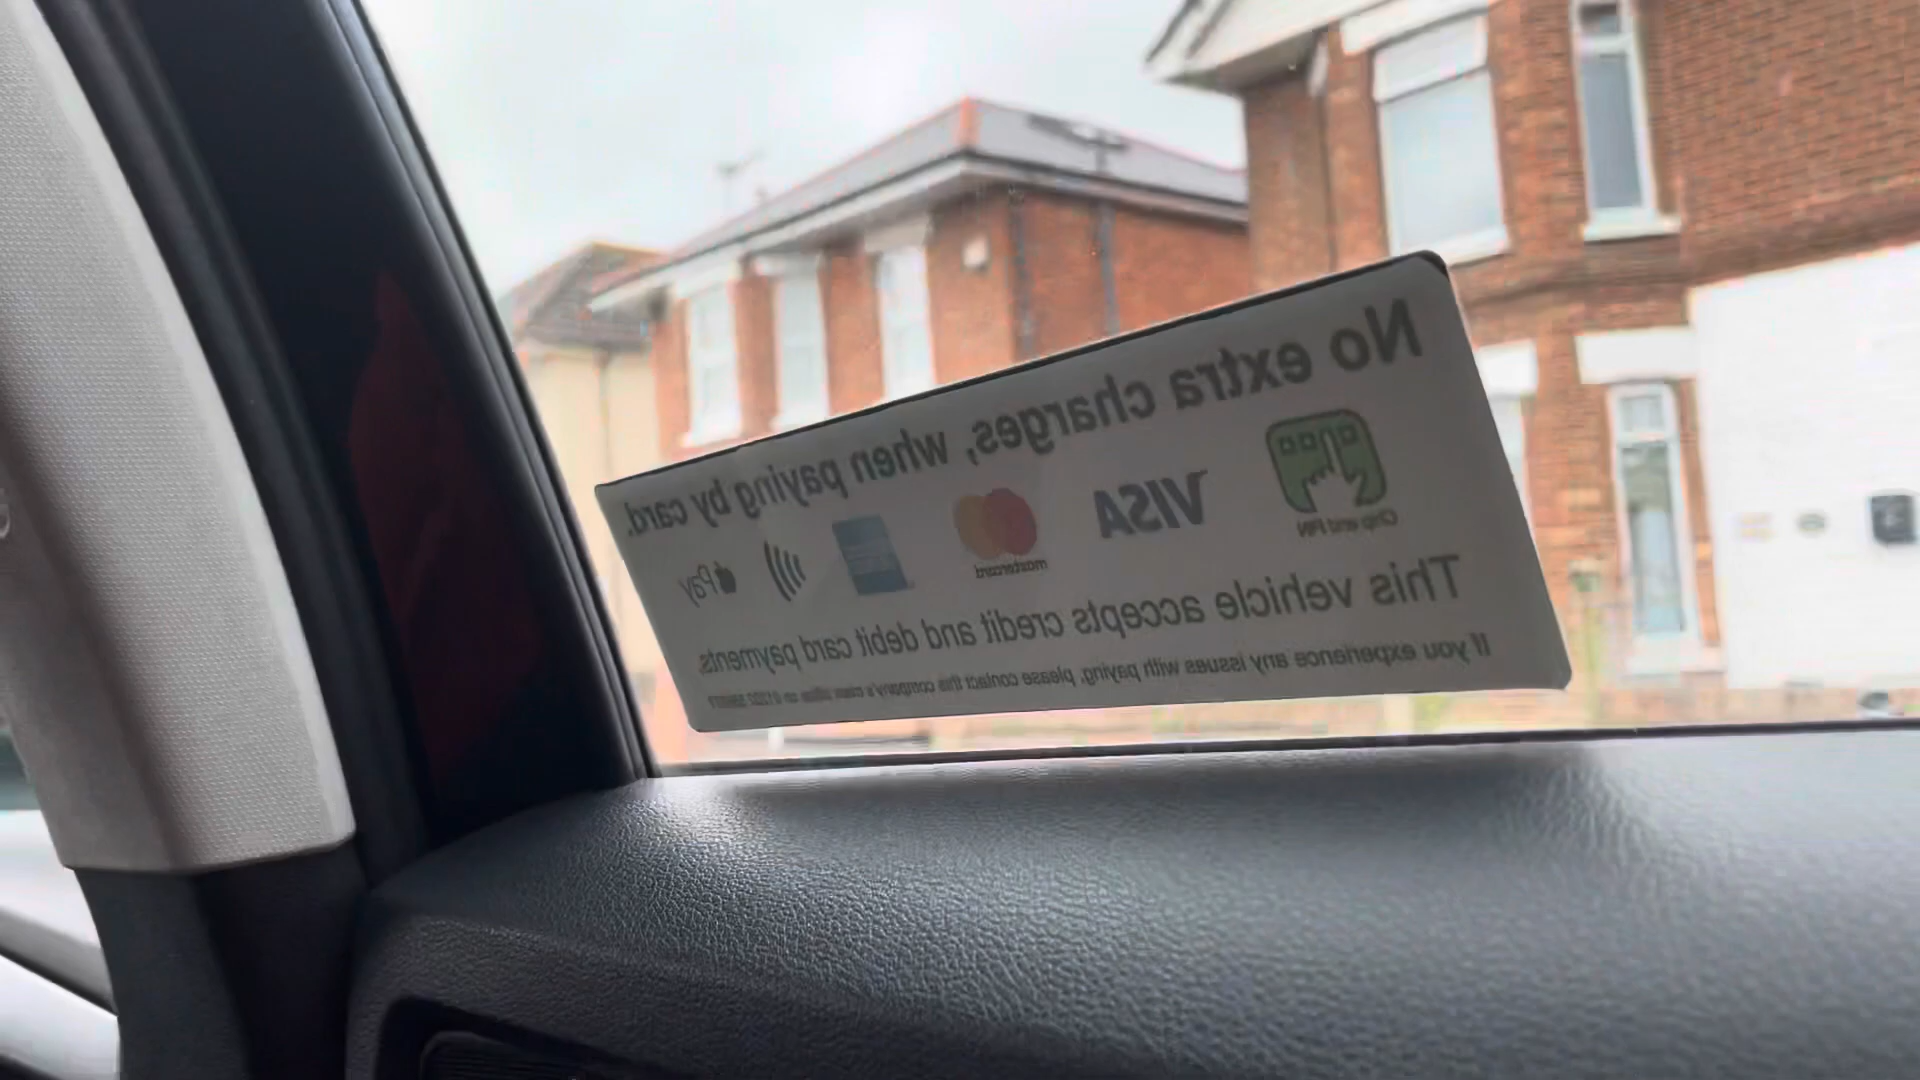 No extra charges, when paying by card.
Chip and PIN
VISA
mastercard
Pay
This vehicle accepts credit and debit card payments.
If you experience any issues with paying, please contact this company's main office on 01202